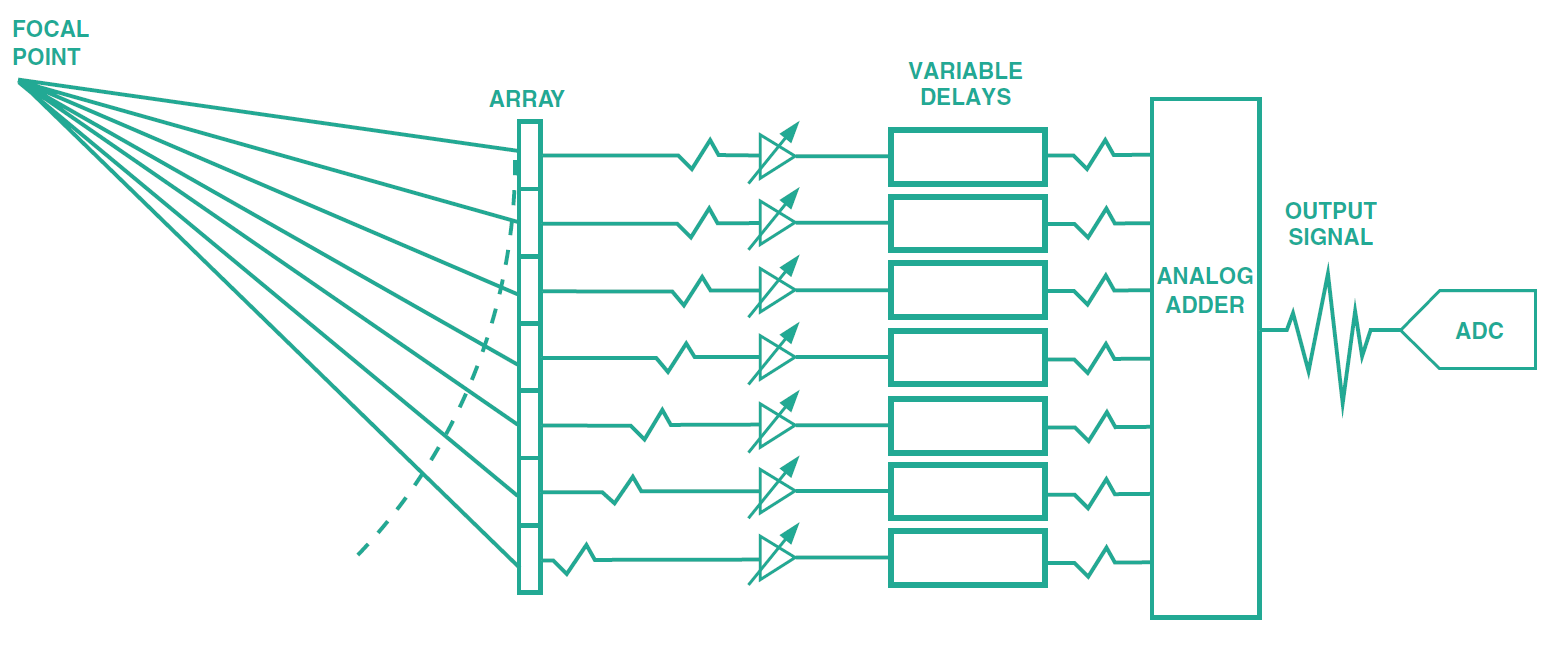 FOCAL
POINT
ARRAY
VARIABLE
DELAYS
ANALOG
ADDER
OUTPUT
SIGNAL
ADC